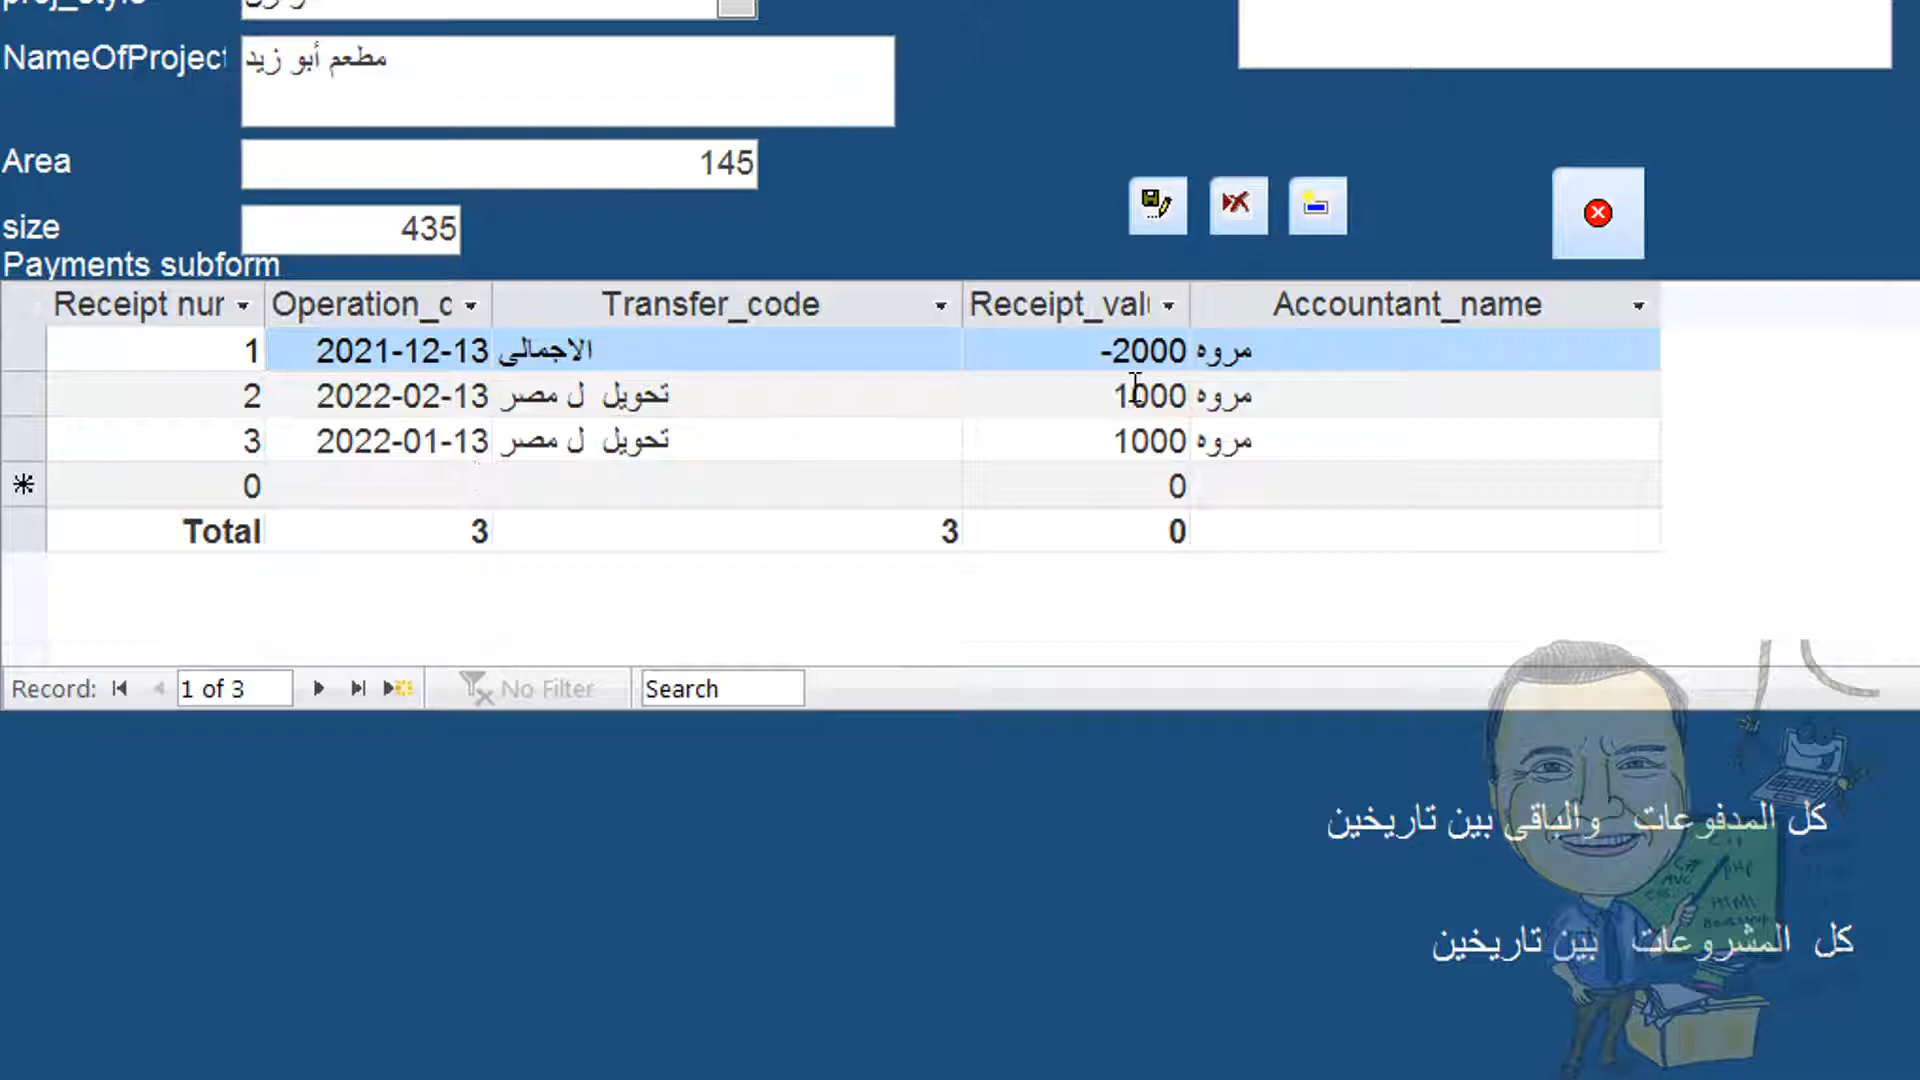 proj_style
NameOfProject مطعم أبو زيد
Area 145
size 435
Payments subform
Receipt nur Operation_c Transfer_code Receipt_val Accountant_name
1 2021-12-13 الاجمالى -2000 مروه
2 2022-02-13 تحويل ل مصر 1000 مروه
3 2022-01-13 تحويل ل مصر 1000 مروه
0 0
Total 3 3 0
Record: 1 of 3 No Filter Search
كل المدفوعات والباقى بين تاريخين
كل المشروعات بين تاريخين